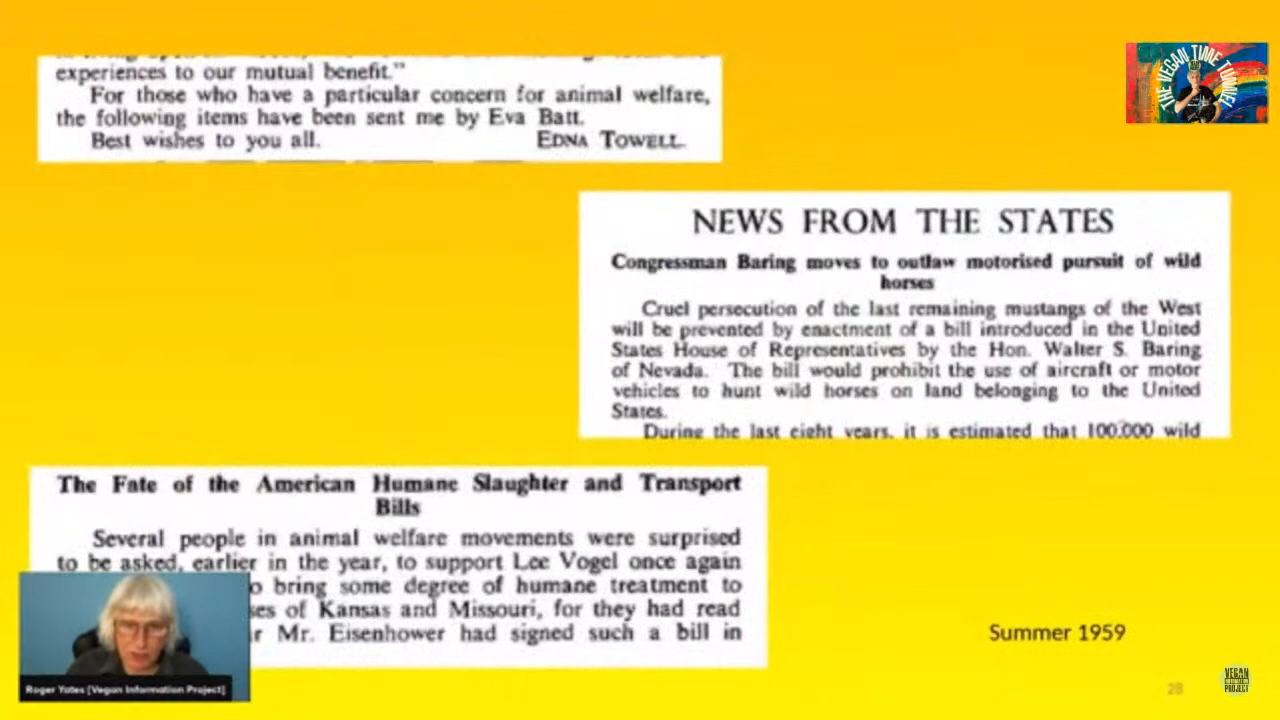 experiences to our mutual benefit."
For those who have a particular concern for animal welfare,
the following items have been sent me by Eva Batt.
Best wishes to you all. EDNA TOWELL.
THE VEGAN TIME TUNNEL
NEWS FROM THE STATES
Congressman Baring moves to outlaw motorised pursuit of wild
horses
Cruel persecution of the last remaining mustangs of the West
will be prevented by enactment of a bill introduced in the United
States House of Representatives by the Hon. Walter S. Baring
of Nevada. The bill would prohibit the use of aircraft or motor
vehicles to hunt wild horses on land belonging to the United
States.
During the last eight years, it is estimated that 100,000 wild
The Fate of the American Humane Slaughter and Transport
Bills
Several people in animal welfare movements were surprised
to be asked, earlier in the year, to support Lee Vogel once again
o bring some degree of humane treatment to
ses of Kansas and Missouri, for they had read
r Mr. Eisenhower had signed such a bill in
Roger Yates [Vegan Information Project]
Summer 1959
28
VEGAN
PROJECT